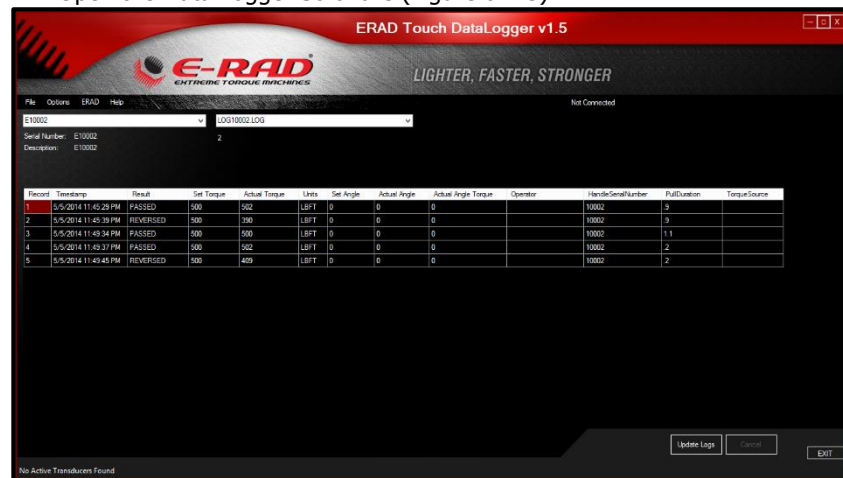 ERAD Touch DataLogger v1.5
E-RAD
EXTREME TORQUE MACHINES
LIGHTER, FASTER, STRONGER
File Options ERAD Help
Not Connected
E10002 LOG10002.LOG
Serial Number: E10002 2
Description: E10002
Record Timestamp Result Set Torque Actual Torque Units Set Angle Actual Angle Actual Angle Torque Operator HandleSerialNumber PullDuration TorqueSource
1 5/5/2014 11:45:29 PM PASSED 500 502 LBFT 0 0 0 10002 .9
2 5/5/2014 11:45:39 PM REVERSED 500 390 LBFT 0 0 0 10002 .9
3 5/5/2014 11:49:34 PM PASSED 500 500 LBFT 0 0 0 10002 1.1
4 5/5/2014 11:49:37 PM PASSED 500 502 LBFT 0 0 0 10002 2
5 5/5/2014 11:49:45 PM REVERSED 500 409 LBFT 0 0 0 10002 2
Update Logs Cancel
EXIT
No Active Transducers Found